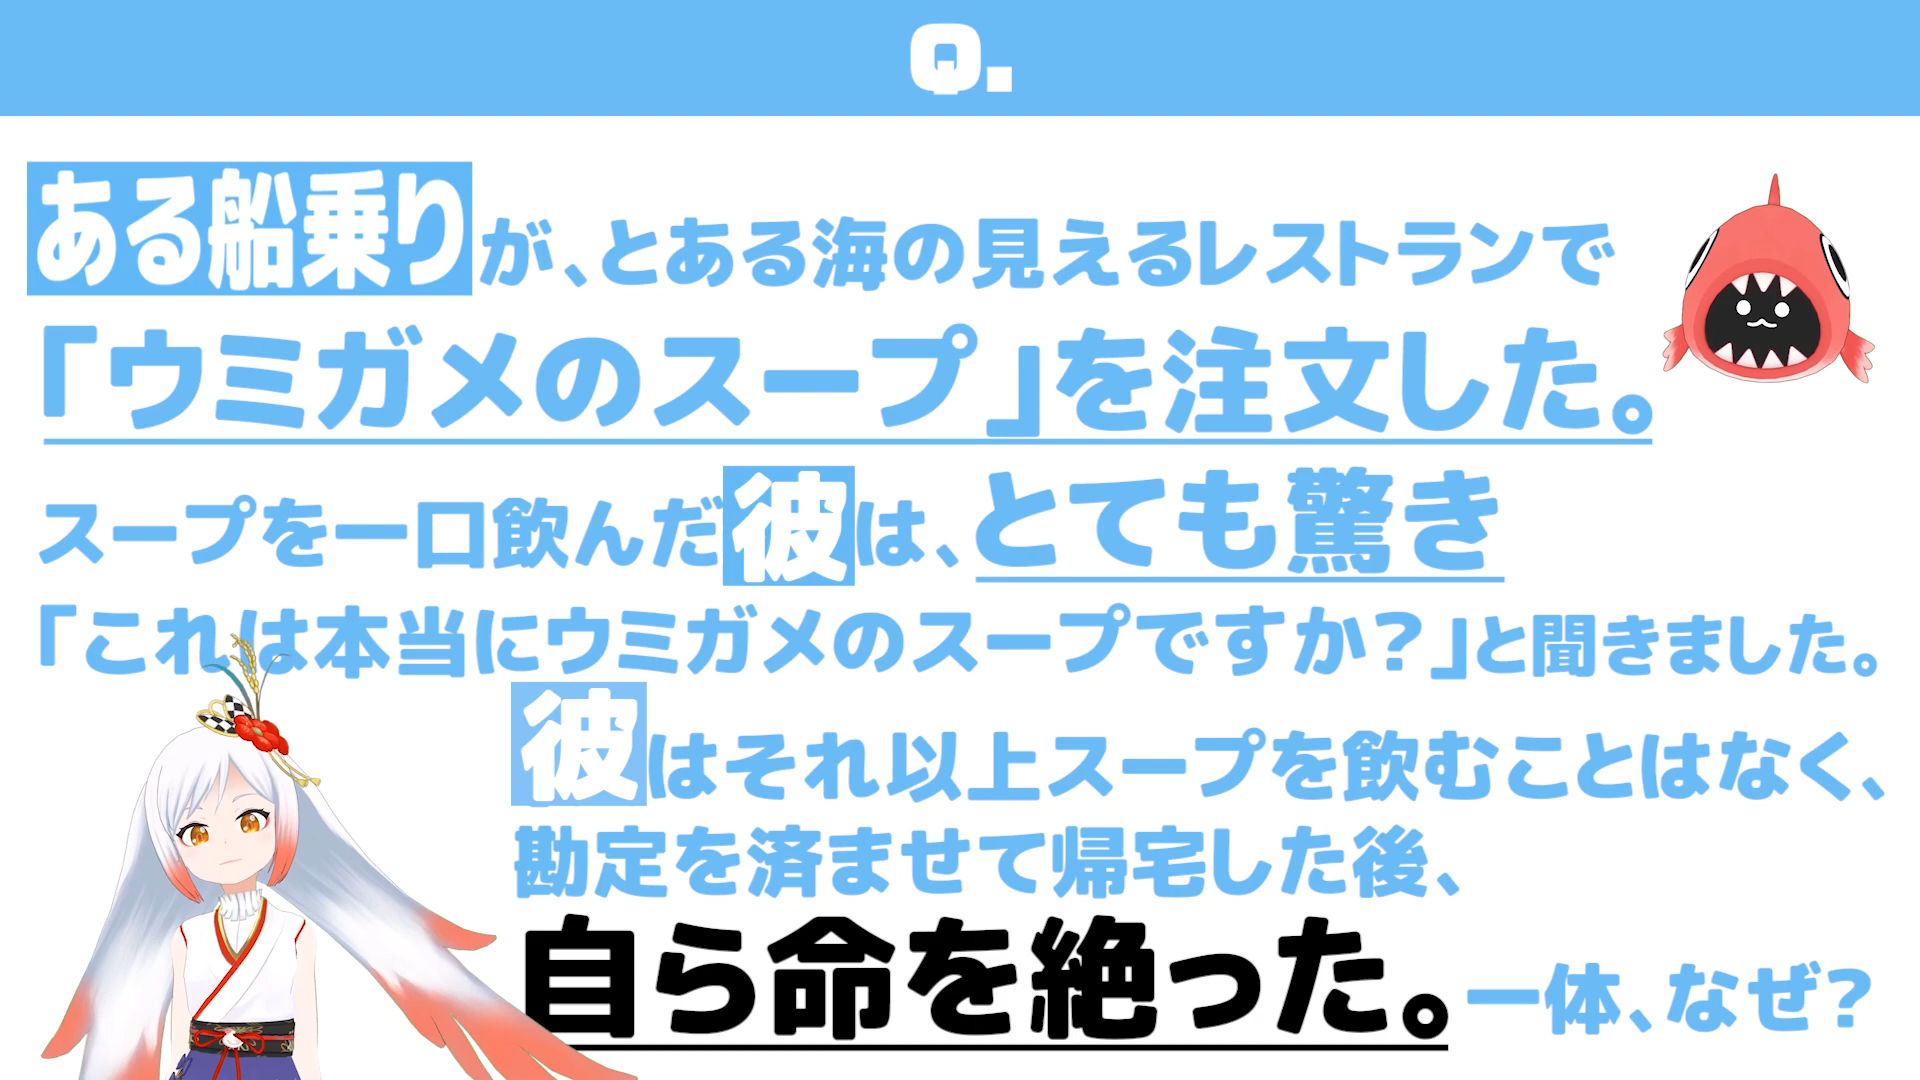 Q.
ある船乗りが、とある海の見えるレストランで
「ウミガメのスープ」を注文した。
スープを一口飲んだ彼は、とても驚き
「これは本当にウミガメのスープですか？」と聞きました。
彼はそれ以上スープを飲むことはなく、
勘定を済ませて帰宅した後、
自ら命を絶った。一体、なぜ？